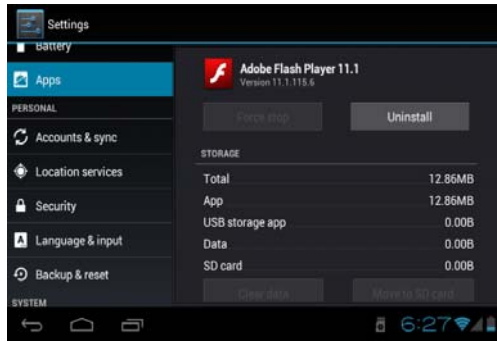 Settings
Battery
Apps
PERSONAL
Accounts & sync
Location services
Security
Language & input
Backup & reset
SYSTEM
Adobe Flash Player 11.1
Version 11.1.115.6
Force stop
Uninstall
STORAGE
Total 12.86MB
App 12.86MB
USB storage app 0.00B
Data 0.00B
SD card 0.00B
Clear data Move to SD card
6:27